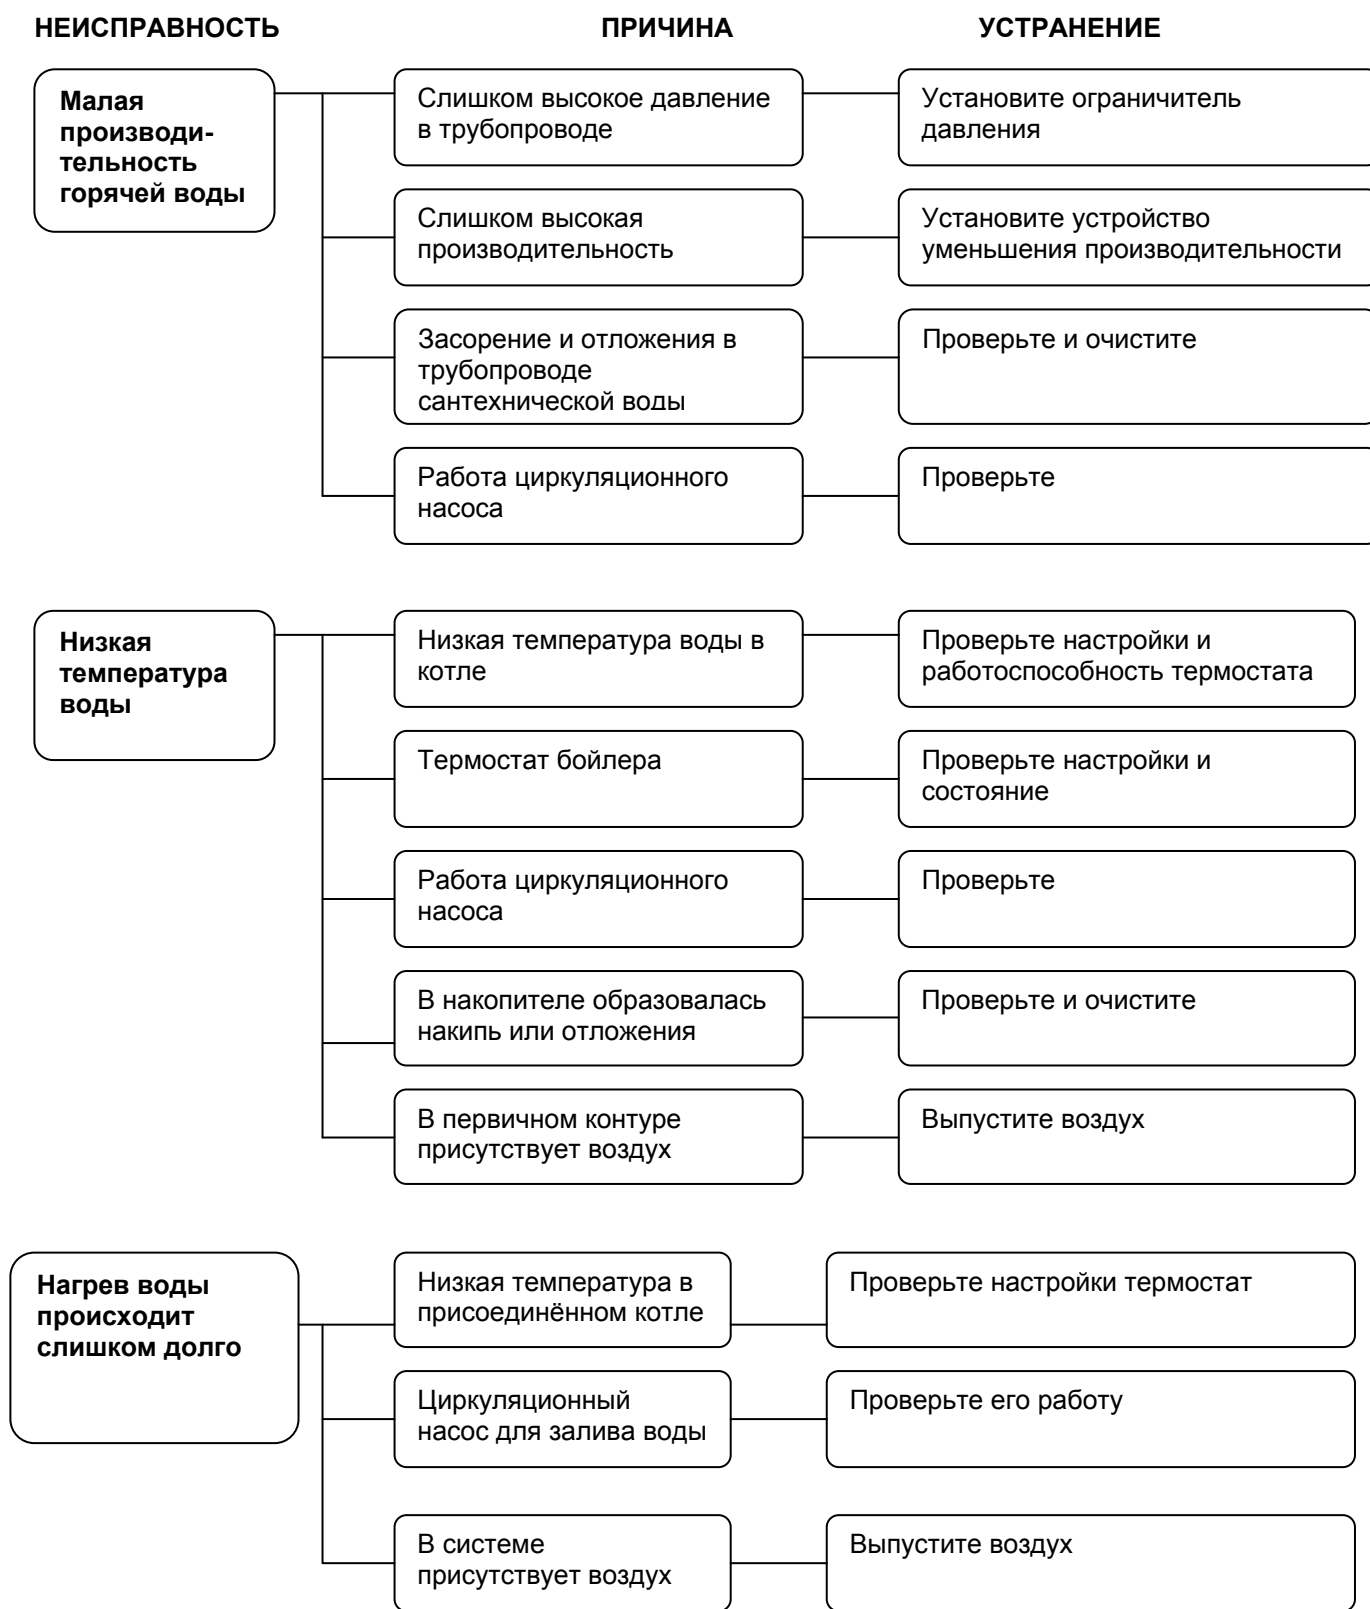 НЕИСПРАВНОСТЬ ПРИЧИНА УСТРАНЕНИЕ
Малая
производи-
тельность
горячей воды
Слишком высокое давление
в трубопроводе
Установите ограничитель
давления
Слишком высокая
производительность
Установите устройство
уменьшения производительности
Засорение и отложения в
трубопроводе
сантехнической воды
Проверьте и очистите
Работа циркуляционного
насоса
Проверьте
Низкая
температура
воды
Низкая температура воды в
котле
Проверьте настройки и
работоспособность термостата
Термостат бойлера
Проверьте настройки и
состояние
Работа циркуляционного
насоса
Проверьте
В накопителе образовалась
накипь или отложения
Проверьте и очистите
В первичном контуре
присутствует воздух
Выпустите воздух
Нагрев воды
происходит
слишком долго
Низкая температура в
присоединённом котле
Проверьте настройки термостат
Циркуляционный
насос для залива воды
Проверьте его работу
В системе
присутствует воздух
Выпустите воздух